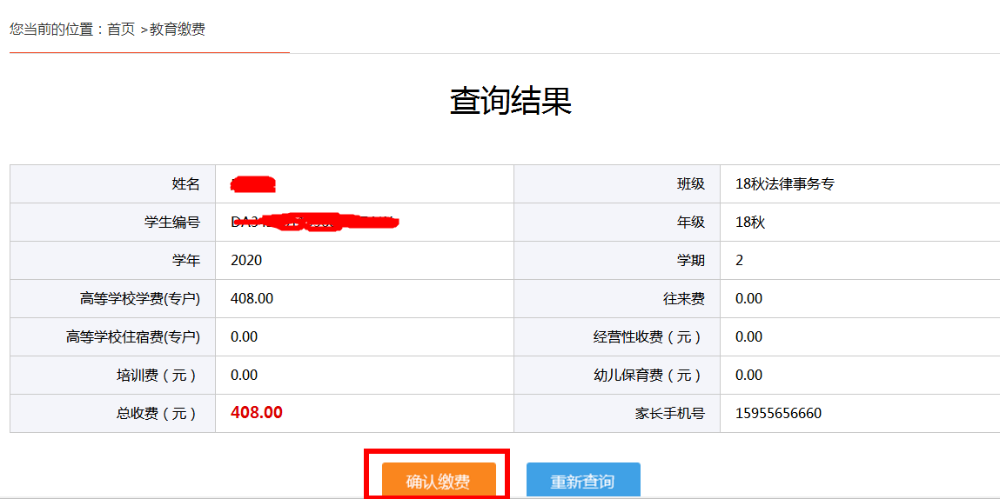 您当前的位置：首页 >教育缴费
查询结果
姓名 班级 18秋法律事务专
学生编号 年级 18秋
学年 2020 学期 2
高等学校学费(专户) 408.00 往来费 0.00
高等学校住宿费(专户) 0.00 经营性收费（元） 0.00
培训费（元） 0.00 幼儿保育费（元） 0.00
总收费（元） 408.00 家长手机号 15955656660
确认缴费 重新查询